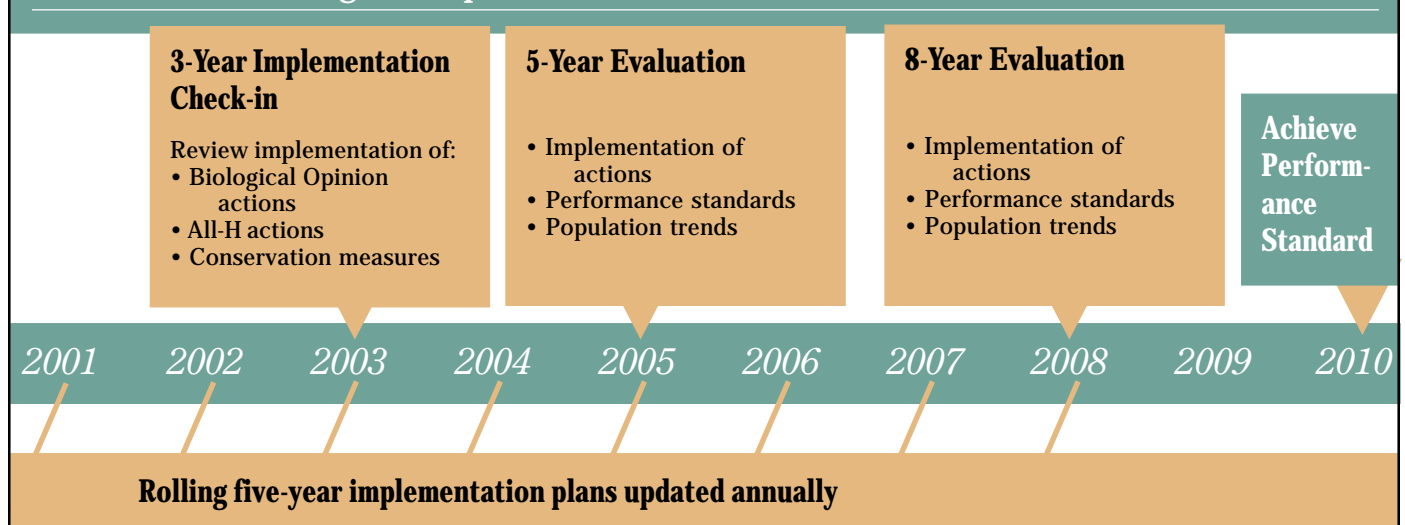 3-Year Implementation
Check-in
Review implementation of:
• Biological Opinion
actions
• All-H actions
• Conservation measures
5-Year Evaluation
• Implementation of
actions
• Performance standards
• Population trends
8-Year Evaluation
• Implementation of
actions
• Performance standards
• Population trends
Achieve
Perform-
ance
Standard
2001 2002 2003 2004 2005 2006 2007 2008 2009 2010
Rolling five-year implementation plans updated annually